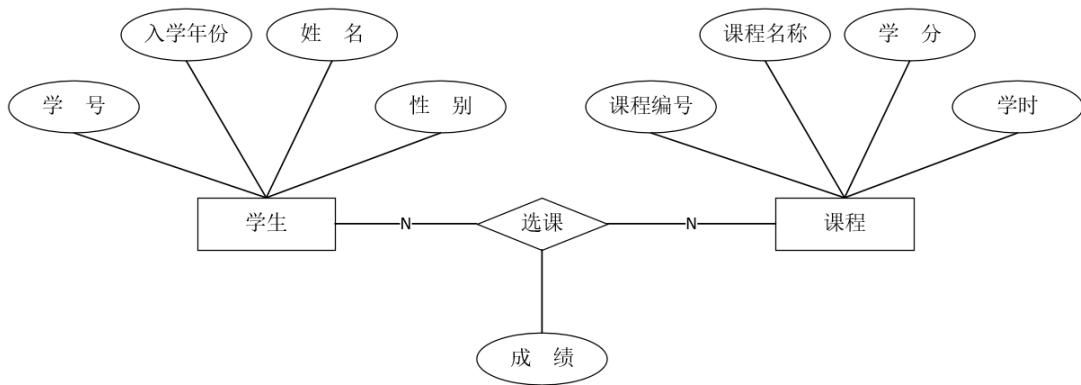 入学年份
姓 名
课程名称
学 分
学 号
性 别
课程编号
学时
学生
N
选课
N
课程
成 绩